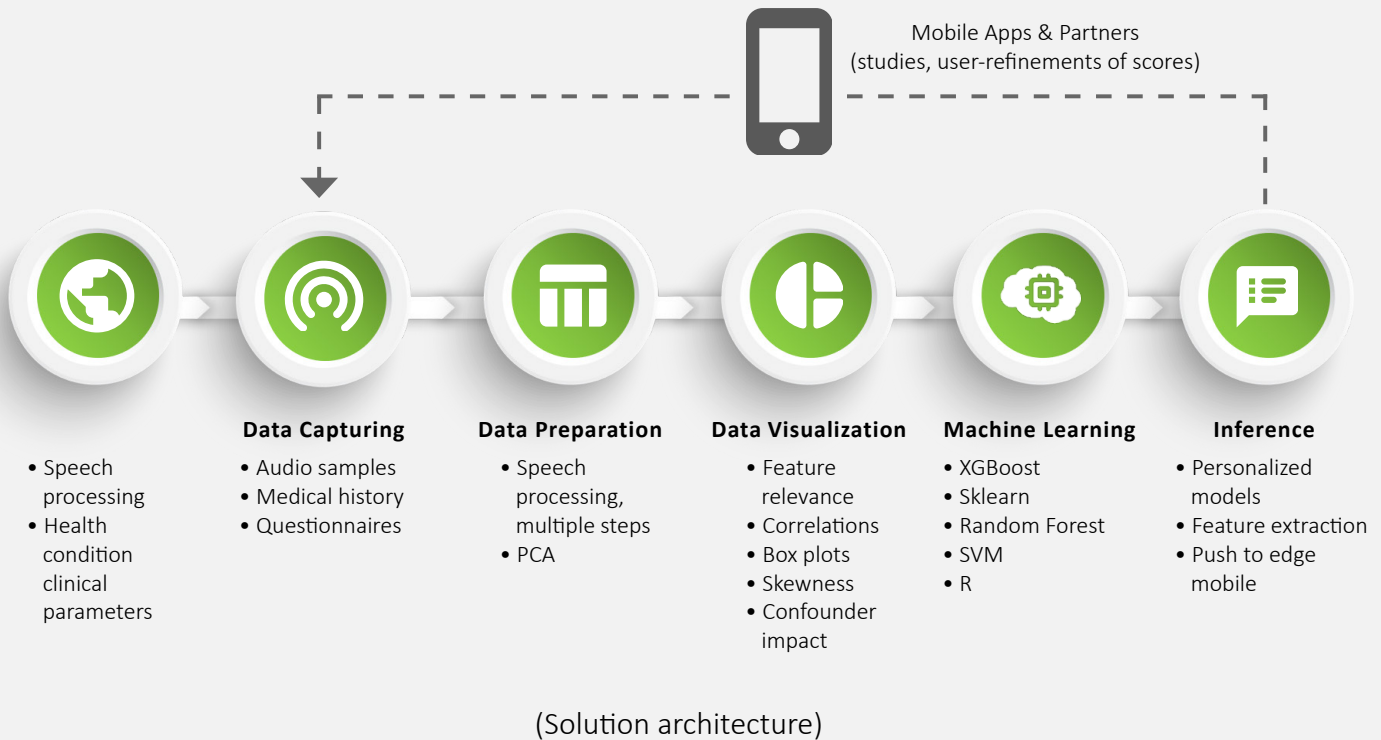 Mobile Apps & Partners
(studies, user-refinements of scores)
• Speech
processing
• Health
condition
clinical
parameters
Data Capturing
• Audio samples
• Medical history
• Questionnaires
Data Preparation
• Speech
processing,
multiple steps
• PCA
Data Visualization
• Feature
relevance
• Correlations
• Box plots
• Skewness
• Confounder
impact
Machine Learning
• XGBoost
• Sklearn
• Random Forest
• SVM
• R
Inference
• Personalized
models
• Feature extraction
• Push to edge
mobile
(Solution architecture)